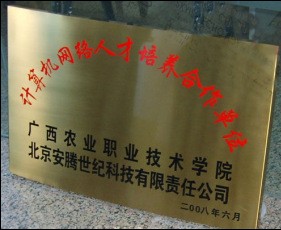 计算机网络人才培养合作单位
广西农业职业技术学院
北京安腾世纪科技有限责任公司
二00八年六月